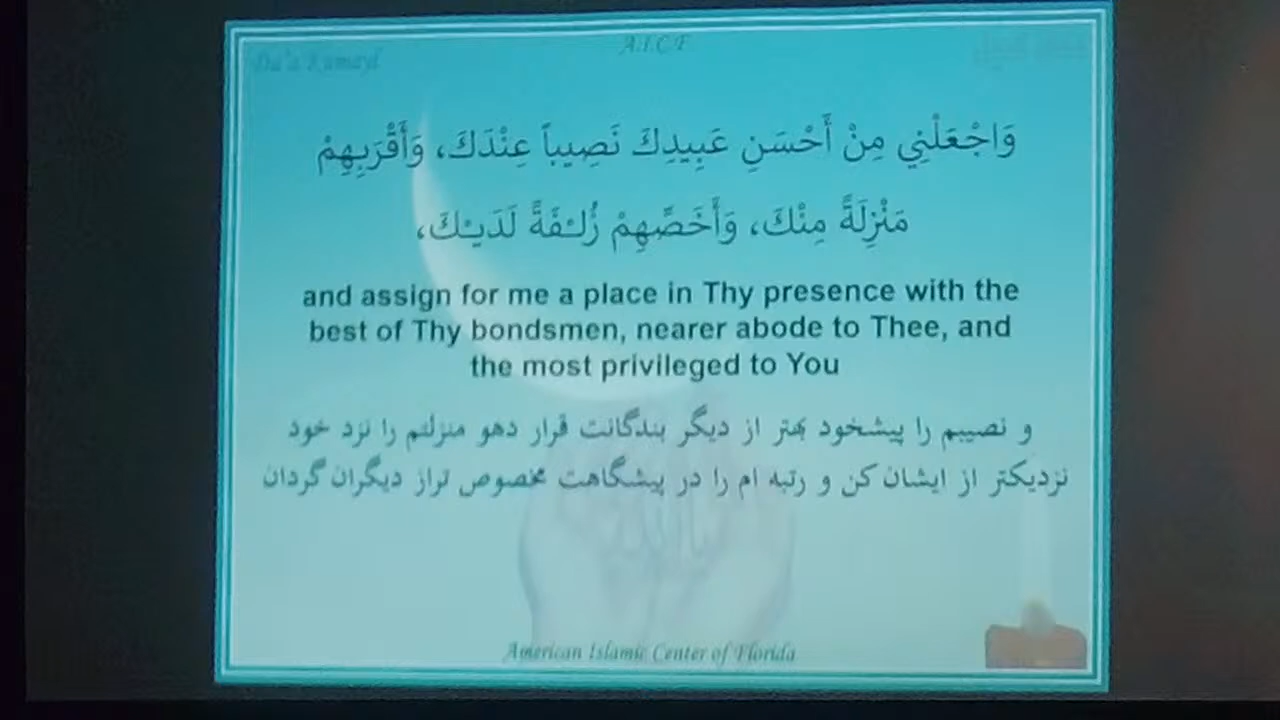 Du'a Kumayl
A.I.C.F
وَاجْعَلْنِي مِنْ أَحْسَنِ عَبِيدِكَ نَصِيباً عِنْدَكَ، وَأَقْرَبِهِمْ
مَنْزِلَةً مِنْكَ، وَأَخَصِّهِمْ زُلْفَةً لَدَيْكَ،
and assign for me a place in Thy presence with the
best of Thy bondsmen, nearer abode to Thee, and
the most privileged to You
و نصیبم را پیشخود بهتر از دیگر بندگانت قرار دهو منزلتم را نزد خود
نزدیکتر از ایشان کن و رتبه ام را در پیشگاهت مخصوص تراز دیگران گردان
American Islamic Center of Florida